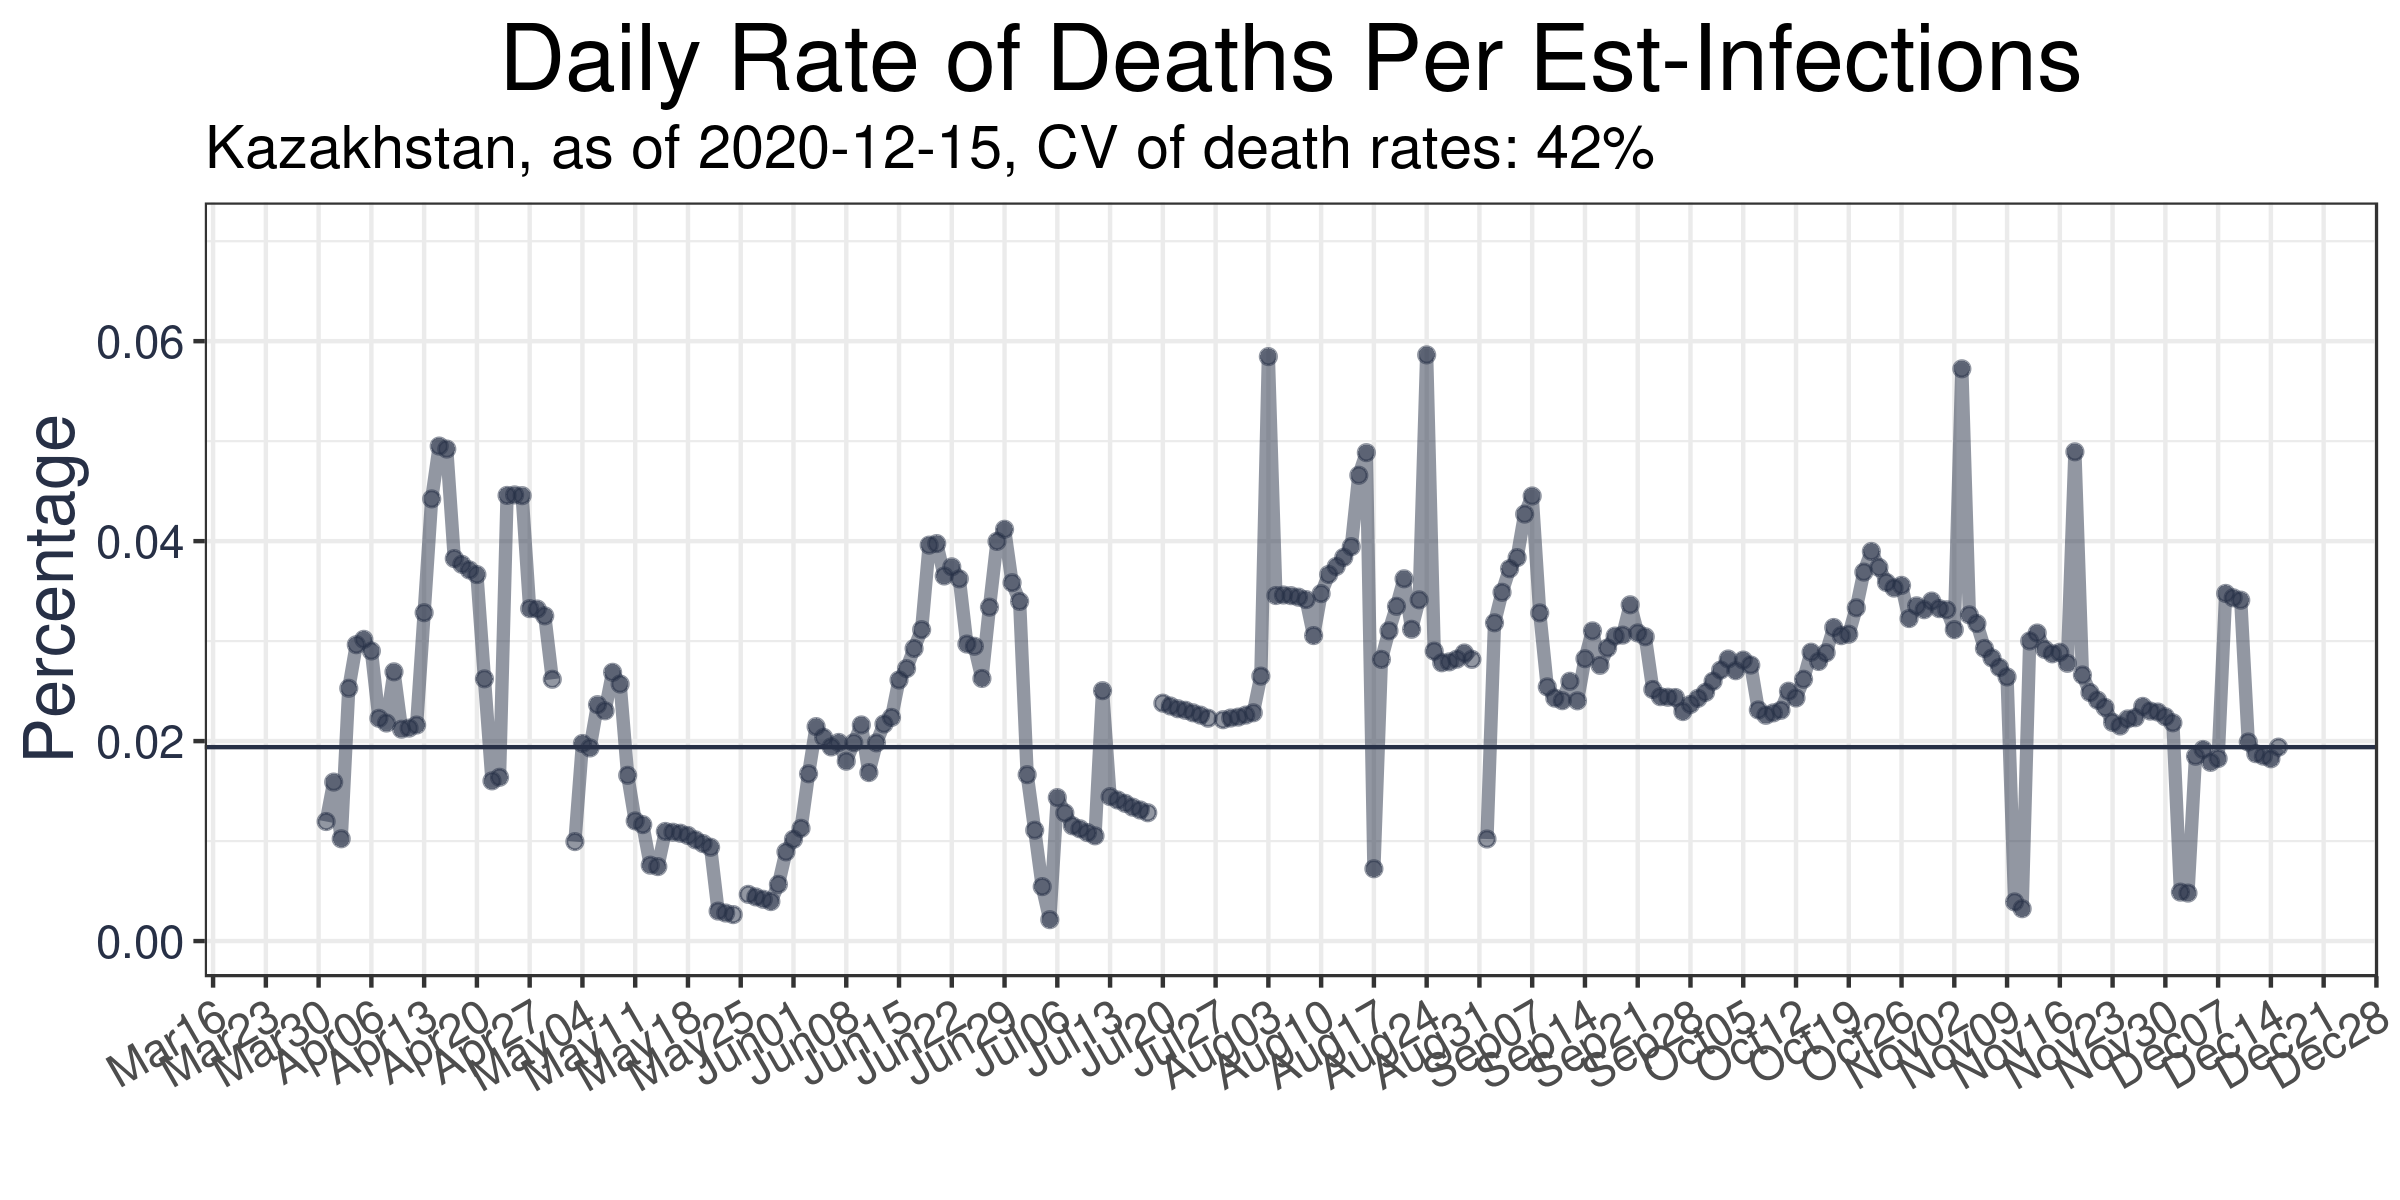 Daily Rate of Deaths Per Est-Infections
Kazakhstan, as of 2020-12-15, CV of death rates: 42%
Percentage
0.06
0.04
0.02
0.00
Mar16
Mar23
Mar30
Apr06
Apr13
Apr20
Apr27
May04
May11
May18
May25
Jun01
Jun08
Jun15
Jun22
Jun29
Jul06
Jul13
Jul20
Jul27
Aug03
Aug10
Aug17
Aug24
Aug31
Sep07
Sep14
Sep21
Sep28
Oct05
Oct12
Oct19
Oct26
Nov02
Nov09
Nov16
Nov23
Nov30
Dec07
Dec14
Dec21
Dec28